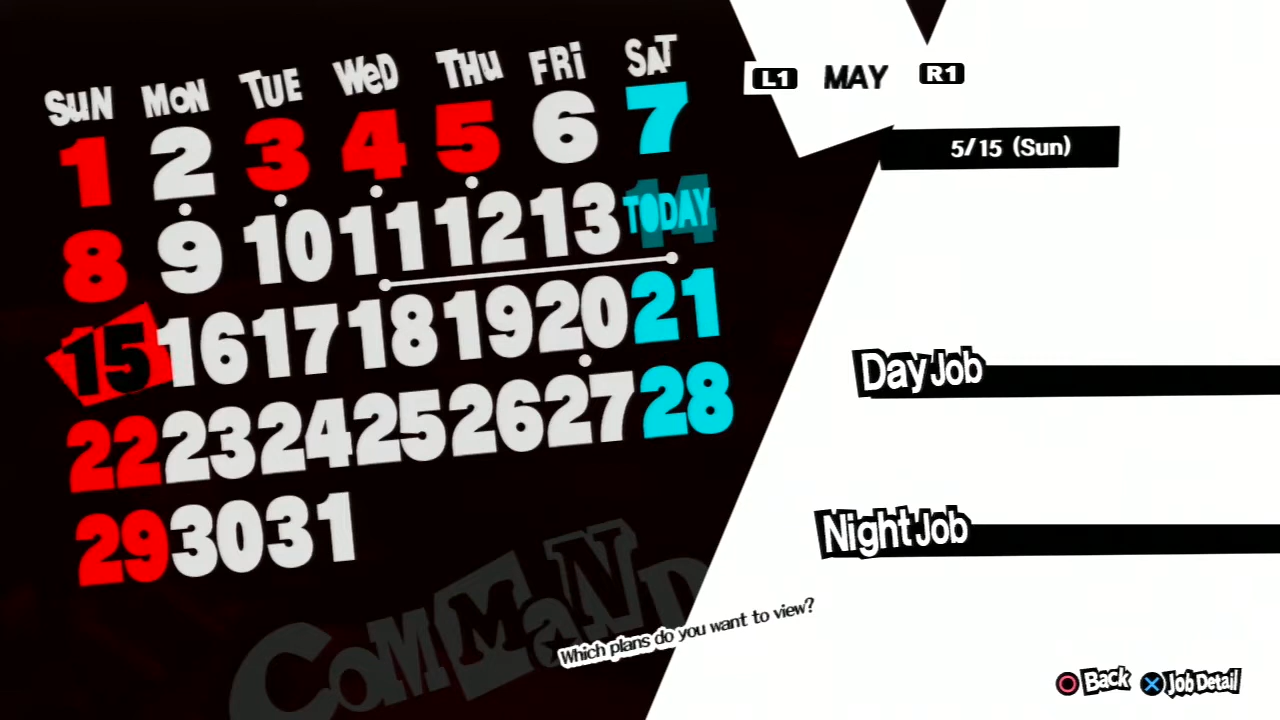 L1 MAY R1
SUN MON TUE WED THU FRI SAT
1 2 3 4 5 6 7
8 9 10 11 12 13 TODAY 14
15 16 17 18 19 20 21
22 23 24 25 26 27 28
29 30 31
5/15 (Sun)
Day Job
Night Job
COMMAND
Which plans do you want to view?
Back Job Detail